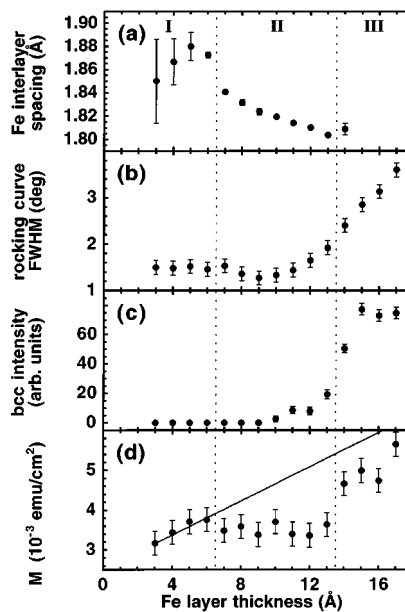 I II III
1.90
1.88
1.86
1.84
1.82
1.80
Fe interlayer
spacing (Å)
(a)
3
2
1
rocking curve
FWHM (deg)
(b)
60
40
20
0
bcc intensity
(arb. units)
(c)
5
4
3
M (10⁻³ emu/cm²)
(d)
0 4 8 12 16
Fe layer thickness (Å)